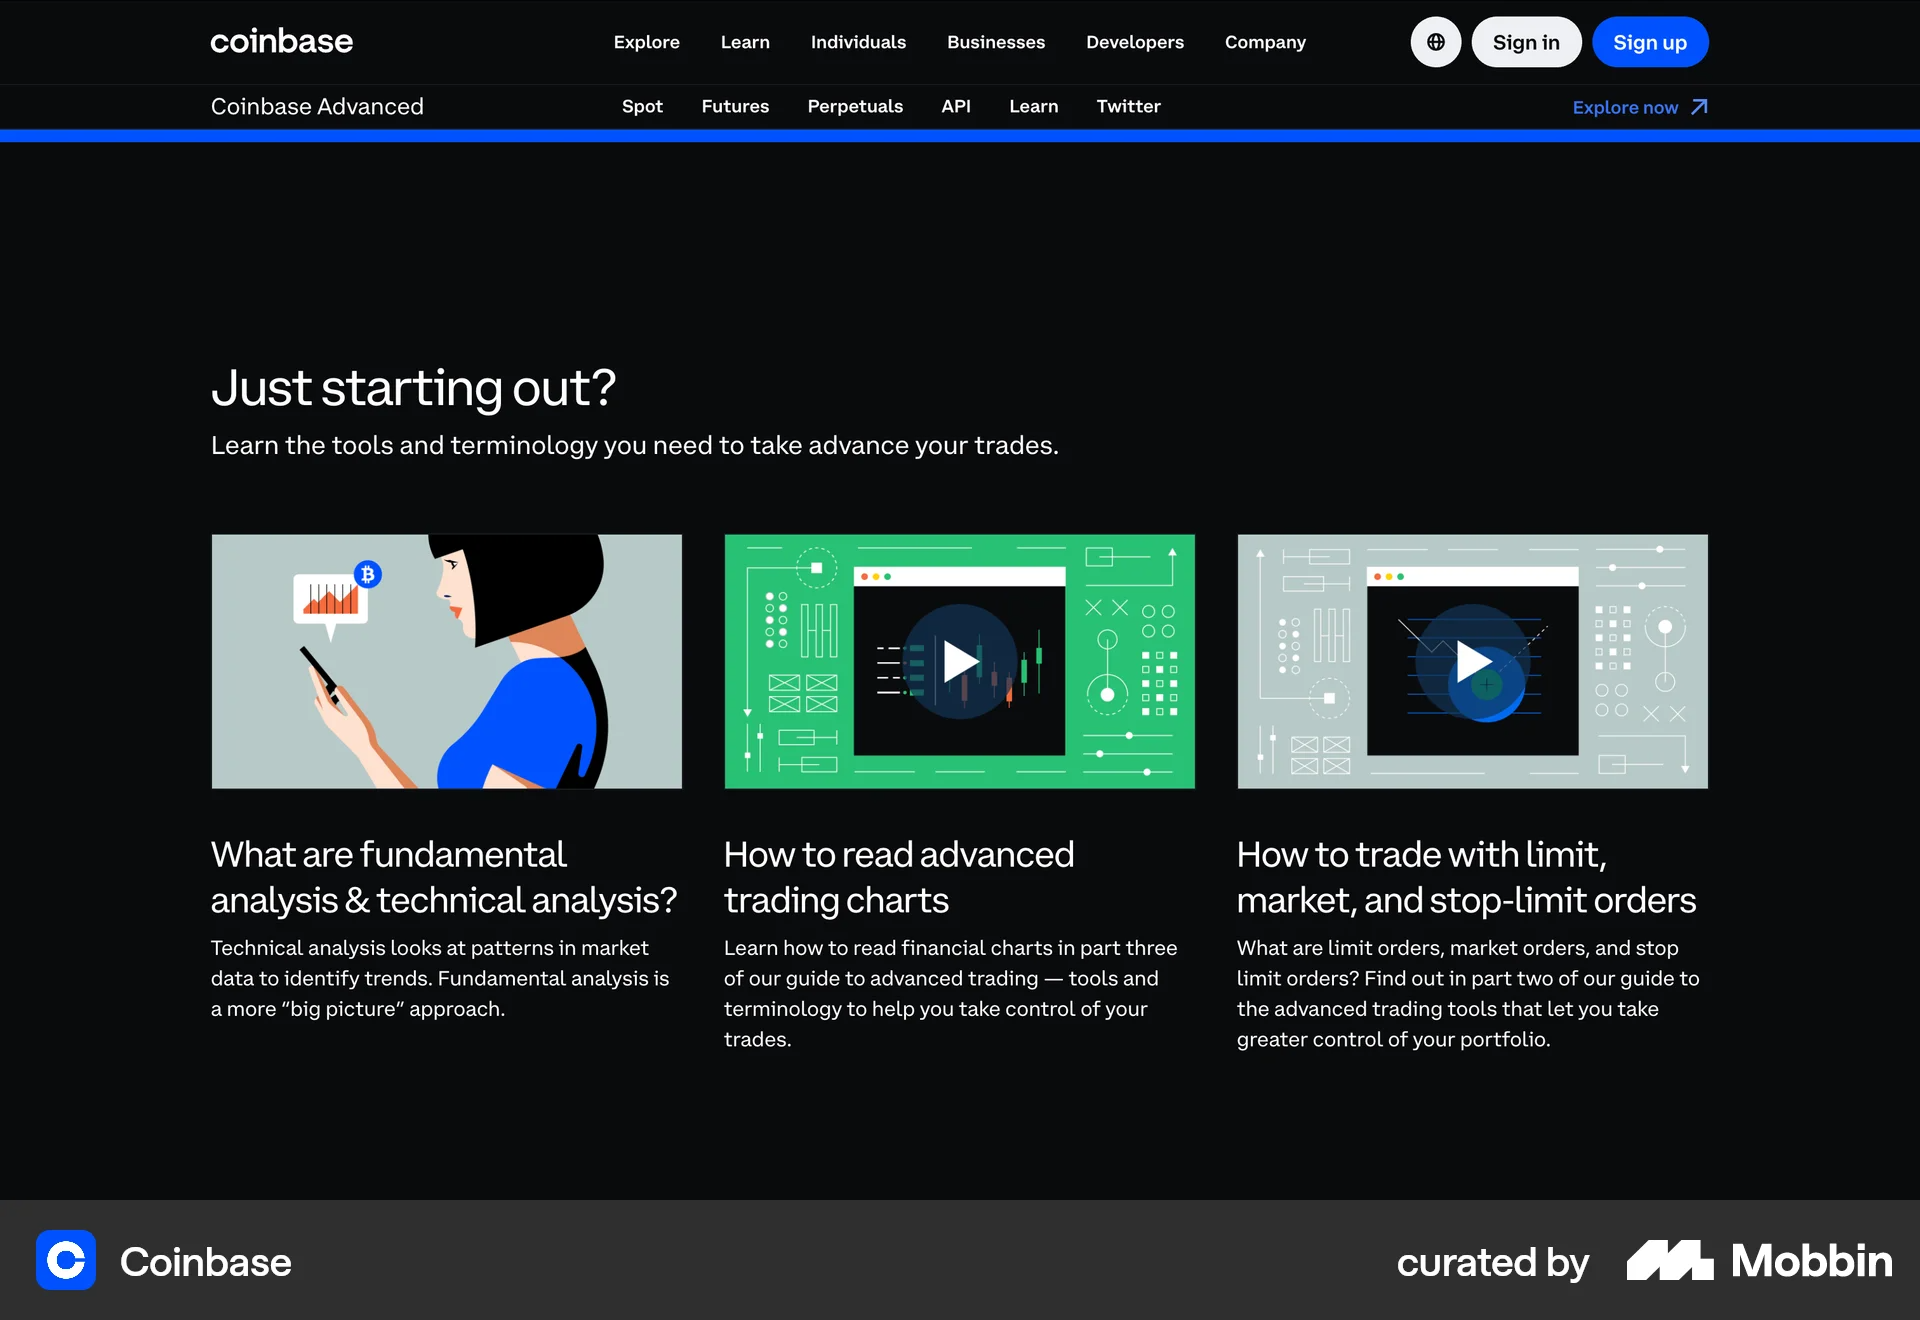 coinbase
Explore Learn Individuals Businesses Developers Company
Sign in
Sign up
Coinbase Advanced
Spot Futures Perpetuals API Learn Twitter
Explore now
Just starting out?
Learn the tools and terminology you need to take advance your trades.
What are fundamental
analysis & technical analysis?
Technical analysis looks at patterns in market
data to identify trends. Fundamental analysis is
a more “big picture” approach.
How to read advanced
trading charts
Learn how to read financial charts in part three
of our guide to advanced trading — tools and
terminology to help you take control of your
trades.
How to trade with limit,
market, and stop-limit orders
What are limit orders, market orders, and stop
limit orders? Find out in part two of our guide to
the advanced trading tools that let you take
greater control of your portfolio.
Coinbase
curated by Mobbin